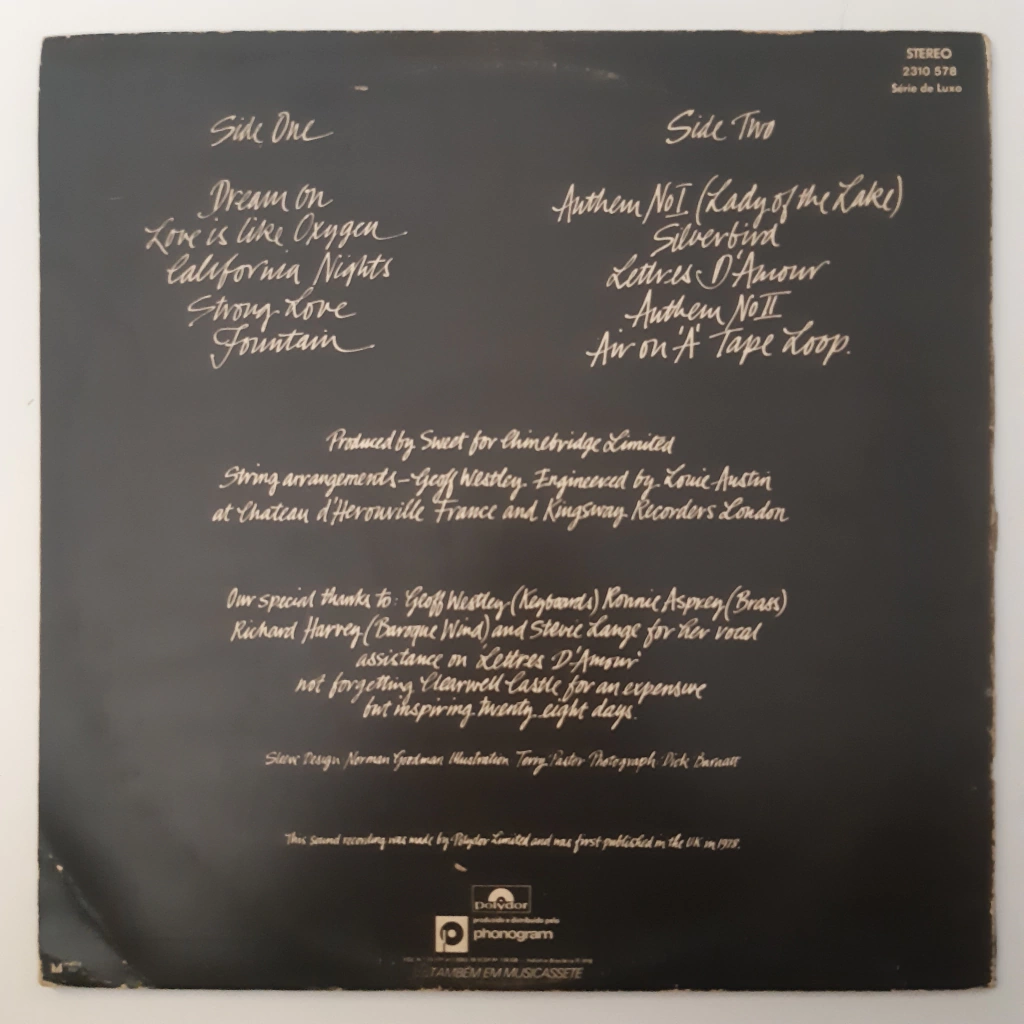 STEREO
2310 578
Série de Luxo
Side One
Dream On
Love is like Oxygen
California Nights
Strong Love
Fountain
Side Two
Anthem No I (Lady of the Lake)
Silverbird
Lettres D'Amour
Anthem No II
Air on 'A' Tape Loop.
Produced by Sweet for Chimebridge Limited
String arrangements - Geoff Westley Engineered by Louie Austin
at Chateau d'Herouville France and Kingsway Recorders London
Our special thanks to: Geoff Westley (Keyboards) Ronnie Asprey (Brass)
Richard Harvey (Baroque Wind) and Stevie Lange for her vocal
assistance on 'Lettres D'Amour'
not forgetting Clearwell Castle for an expensive
but inspiring twenty eight days.
Sleeve Design Norman Goodman Illustration Terry Pastor Photograph Dick Barnatt
This sound recording was made by Polydor Limited and was first published in the UK in 1978.
polydor
produzido e distribuido pela
phonogram
TAMBÉM EM MUSICASSETE